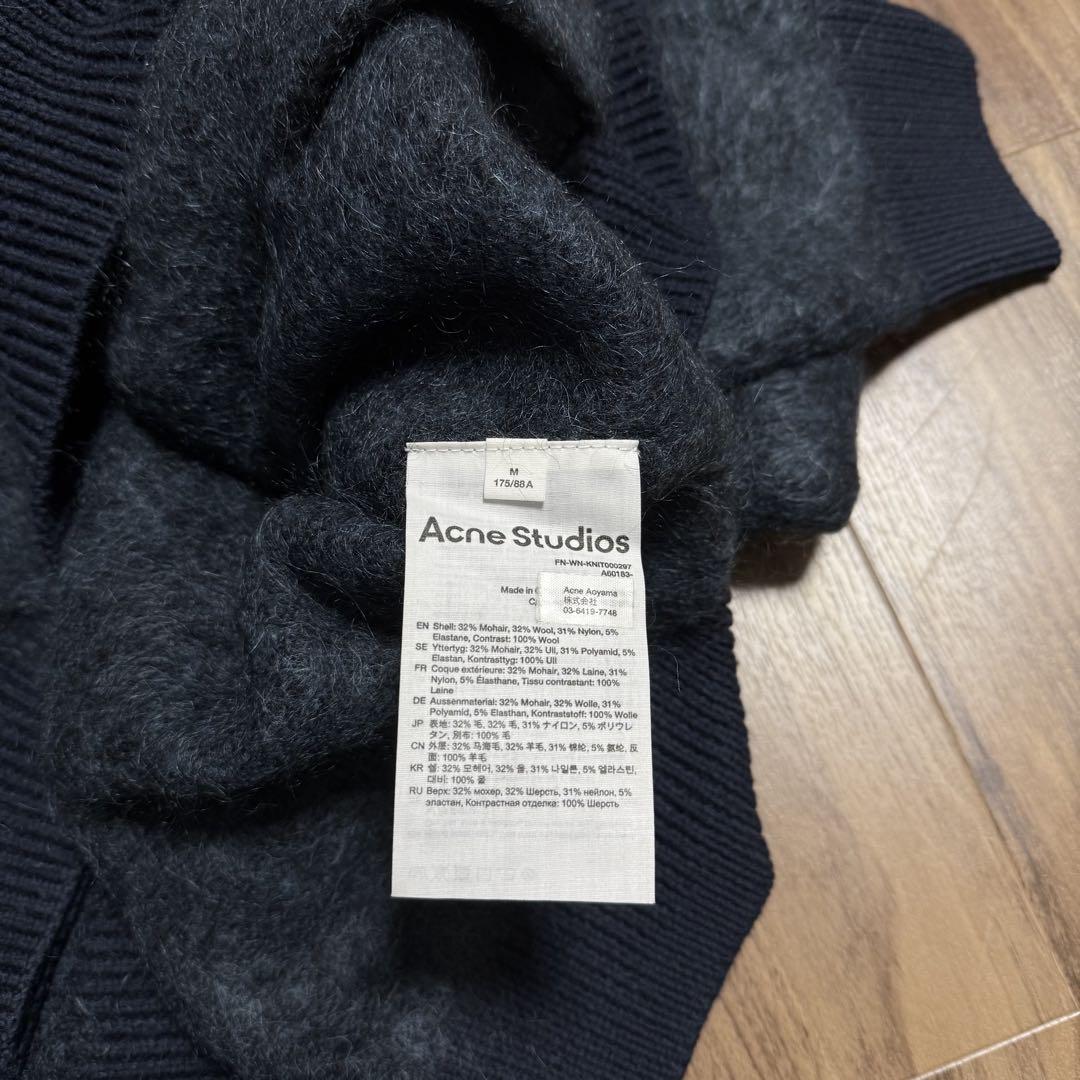 M
175/88A
Acne Studios
FN-WN-KNIT000297
A60183-
Made in
Acne Aoyama
株式会社
03-6419-7748
EN Shell: 32% Mohair, 32% Wool, 31% Nylon, 5%
Elastane, Contrast: 100% Wool
SE Yttertyg: 32% Mohair, 32% Ull, 31% Polyamid, 5%
Elastan, Kontrasttyg: 100% Ull
FR Coque extérieure: 32% Mohair, 32% Laine, 31%
Nylon, 5% Élasthane, Tissu contrastant: 100%
Laine
DE Aussenmaterial: 32% Mohair, 32% Wolle, 31%
Polyamid, 5% Elasthan, Kontraststoff: 100% Wolle
JP 表地: 32% 毛, 32% 毛, 31% ナイロン, 5% ポリウレ
タン, 別布: 100% 毛
CN 外层: 32% 马海毛, 32% 羊毛, 31% 锦纶, 5% 氨纶, 反
面: 100% 羊毛
KR 쉘: 32% 모헤어, 32% 울, 31% 나일론, 5% 엘라스틴,
대비: 100% 울
RU Верх: 32% мохер, 32% Шерсть, 31% нейлон, 5%
эластан, Контрастная отделка: 100% Шерсть